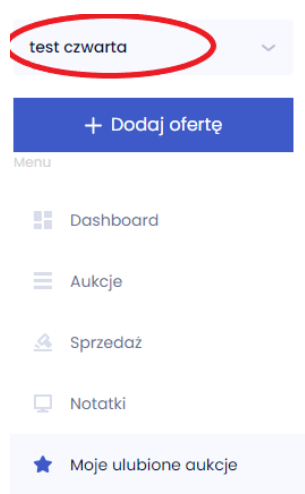 test czwarta
+ Dodaj ofertę
Menu
Dashboard
Aukcje
Sprzedaż
Notatki
Moje ulubione aukcje